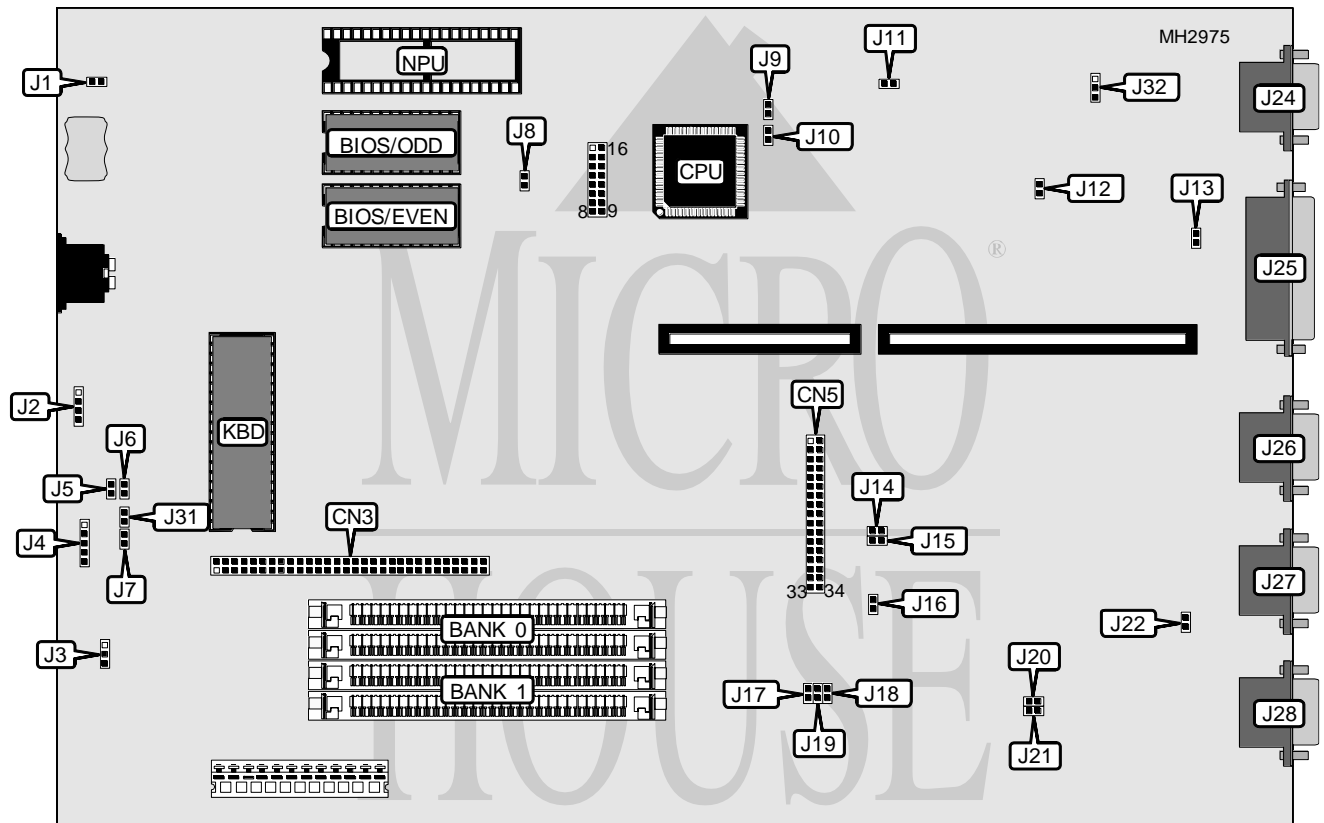 MH2975
J11
NPU
J9
J1
J32
J24
J8
BIOS/ODD
16
J10
CPU
J12
J13
BIOS/EVEN
8
9
MICRO
®
J25
CN5
J2
KBD
J6
J26
J5
J14
J31
CN3
J4
J15
HOUSE
J7
J27
33
34
J16
BANK 0
J22
J3
J20
BANK 1
J17
J18
J28
J19
J21